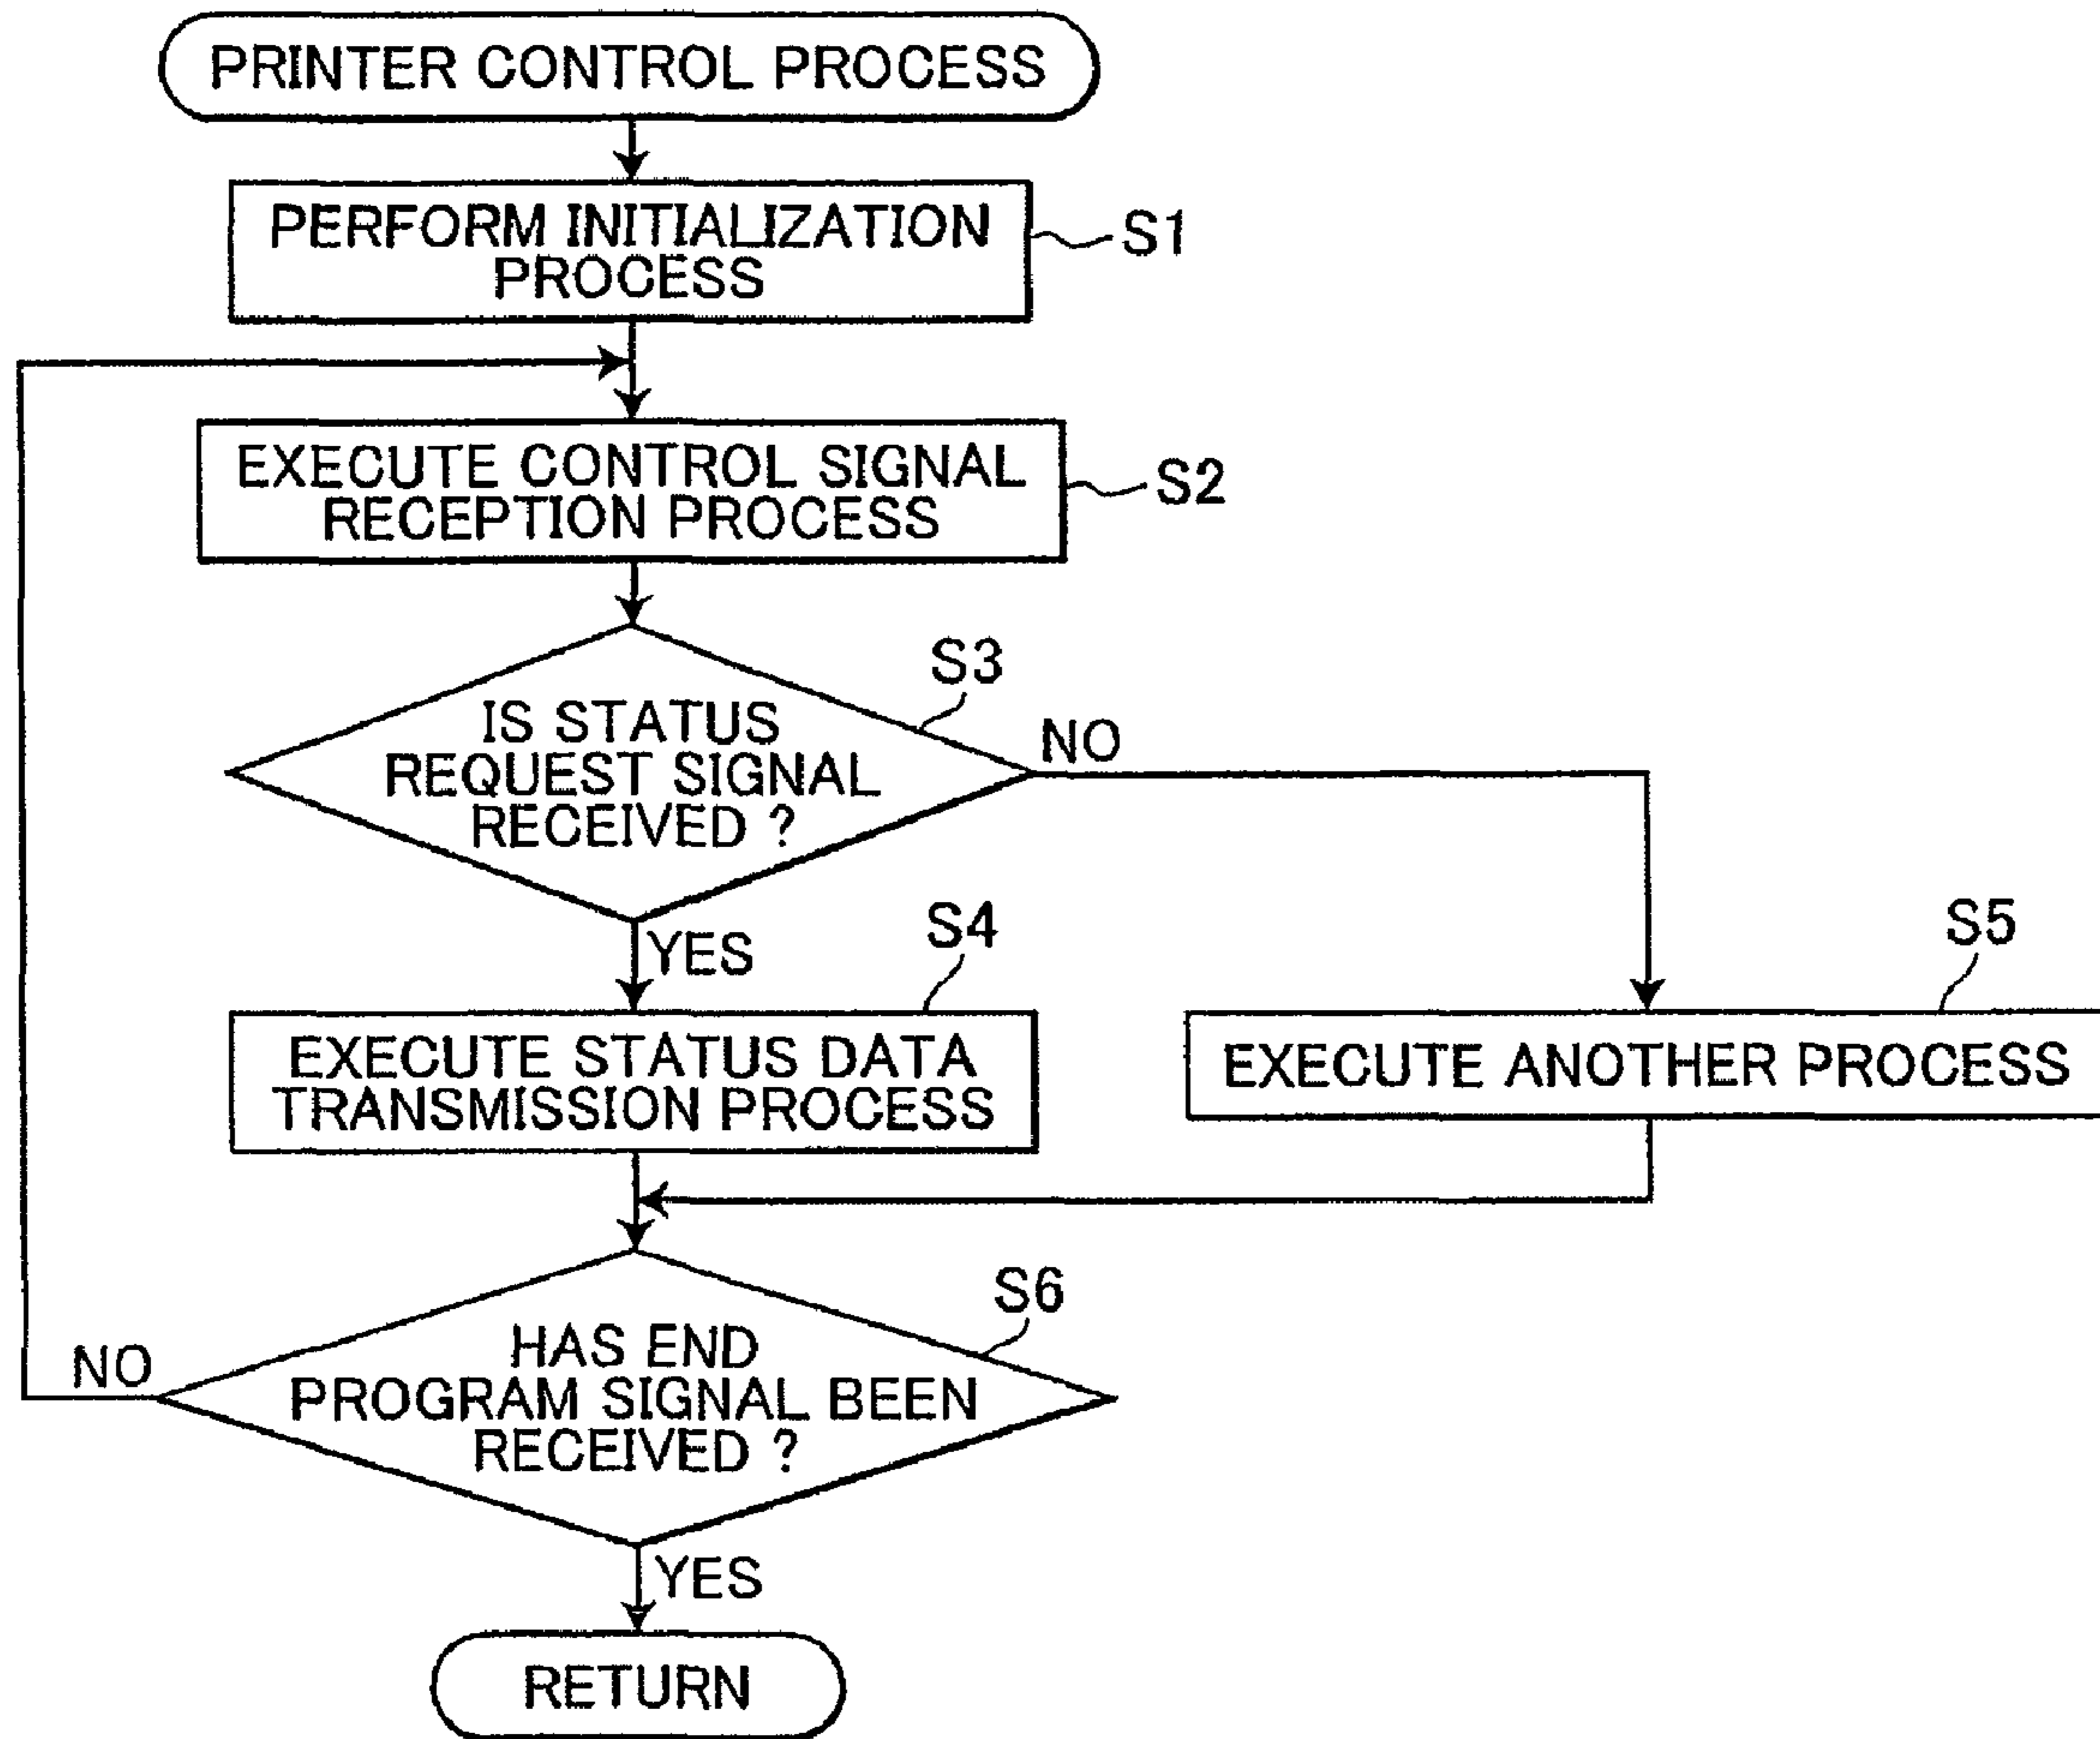 PRINTER CONTROL PROCESS
PERFORM INITIALIZATION
PROCESS
S1
EXECUTE CONTROL SIGNAL
RECEPTION PROCESS
S2
S3
IS STATUS
REQUEST SIGNAL
RECEIVED ?
NO
YES
S4
EXECUTE STATUS DATA
TRANSMISSION PROCESS
S5
EXECUTE ANOTHER PROCESS
S6
HAS END
PROGRAM SIGNAL BEEN
RECEIVED ?
NO
YES
RETURN